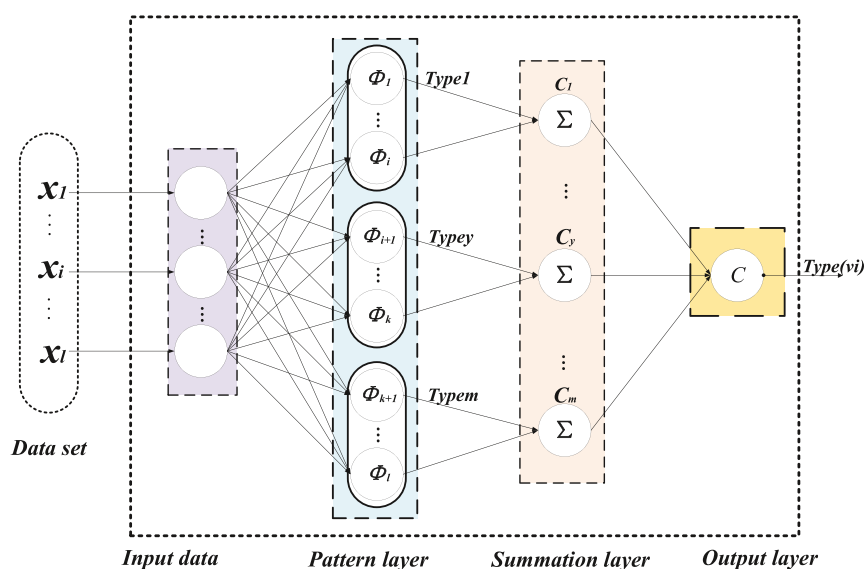 x1
xi
xl
Data set
Φ1
Φi
Φi+1
Φk
Φk+1
Φl
Type1
Typey
Typem
C1
Σ
Cy
Σ
Cm
Σ
C
Type(vi)
Input data
Pattern layer
Summation layer
Output layer